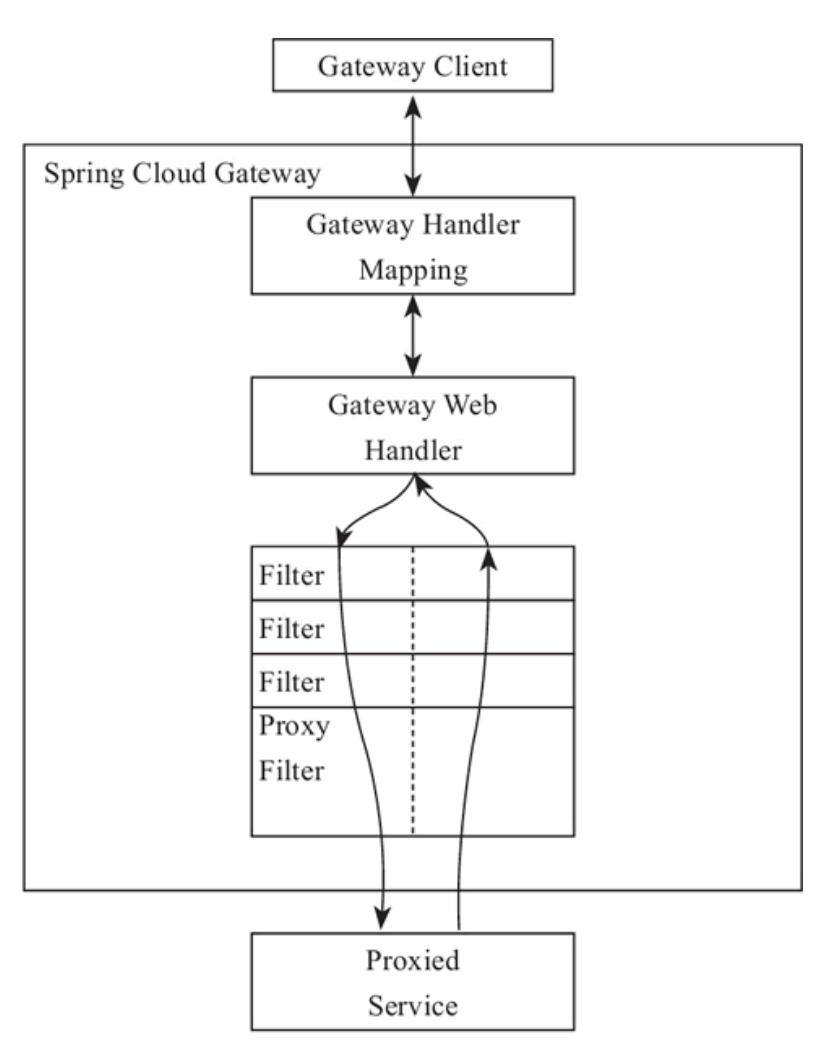 Gateway Client
Spring Cloud Gateway
Gateway Handler
Mapping
Gateway Web
Handler
Filter
Filter
Filter
Proxy
Filter
Proxied
Service